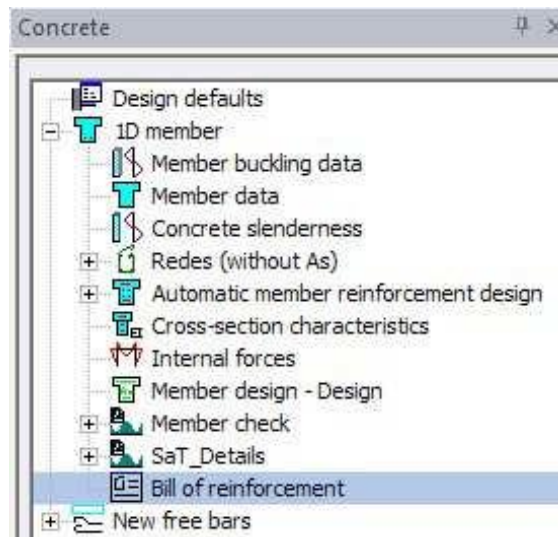 Concrete
Design defaults
1D member
Member buckling data
Member data
Concrete slenderness
Redes (without As)
Automatic member reinforcement design
Cross-section characteristics
Internal forces
Member design - Design
Member check
SaT_Details
Bill of reinforcement
New free bars